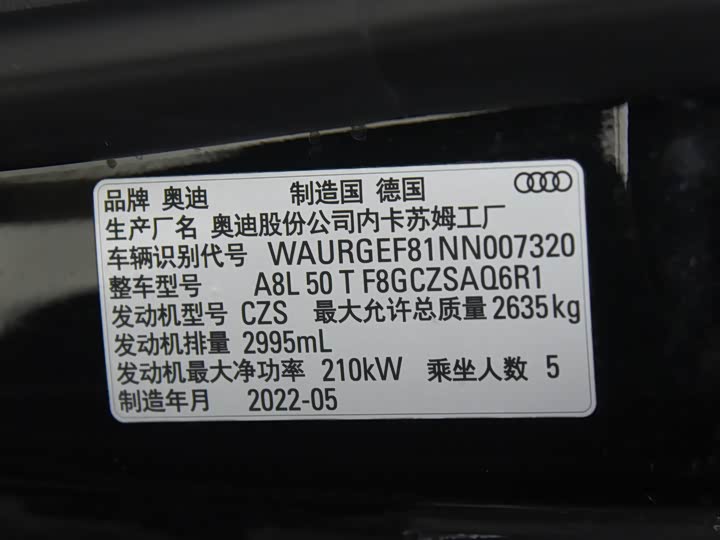 品牌 奥迪 制造国 德国
生产厂名 奥迪股份公司内卡苏姆工厂
车辆识别代号 WAURGEF81NN007320
整车型号 A8L 50 T F8GCZSAQ6R1
发动机型号 CZS 最大允许总质量 2635kg
发动机排量 2995mL
发动机最大净功率 210kW 乘坐人数 5
制造年月 2022-05